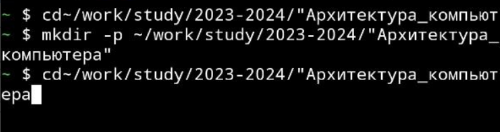 ~ $ cd~/work/study/2023-2024/"Архитектура_компьют
~ $ mkdir -p ~/work/study/2023-2024/"Архитектура_
компьютера"
~ $ cd~/work/study/2023-2024/"Архитектура_компьют
ера